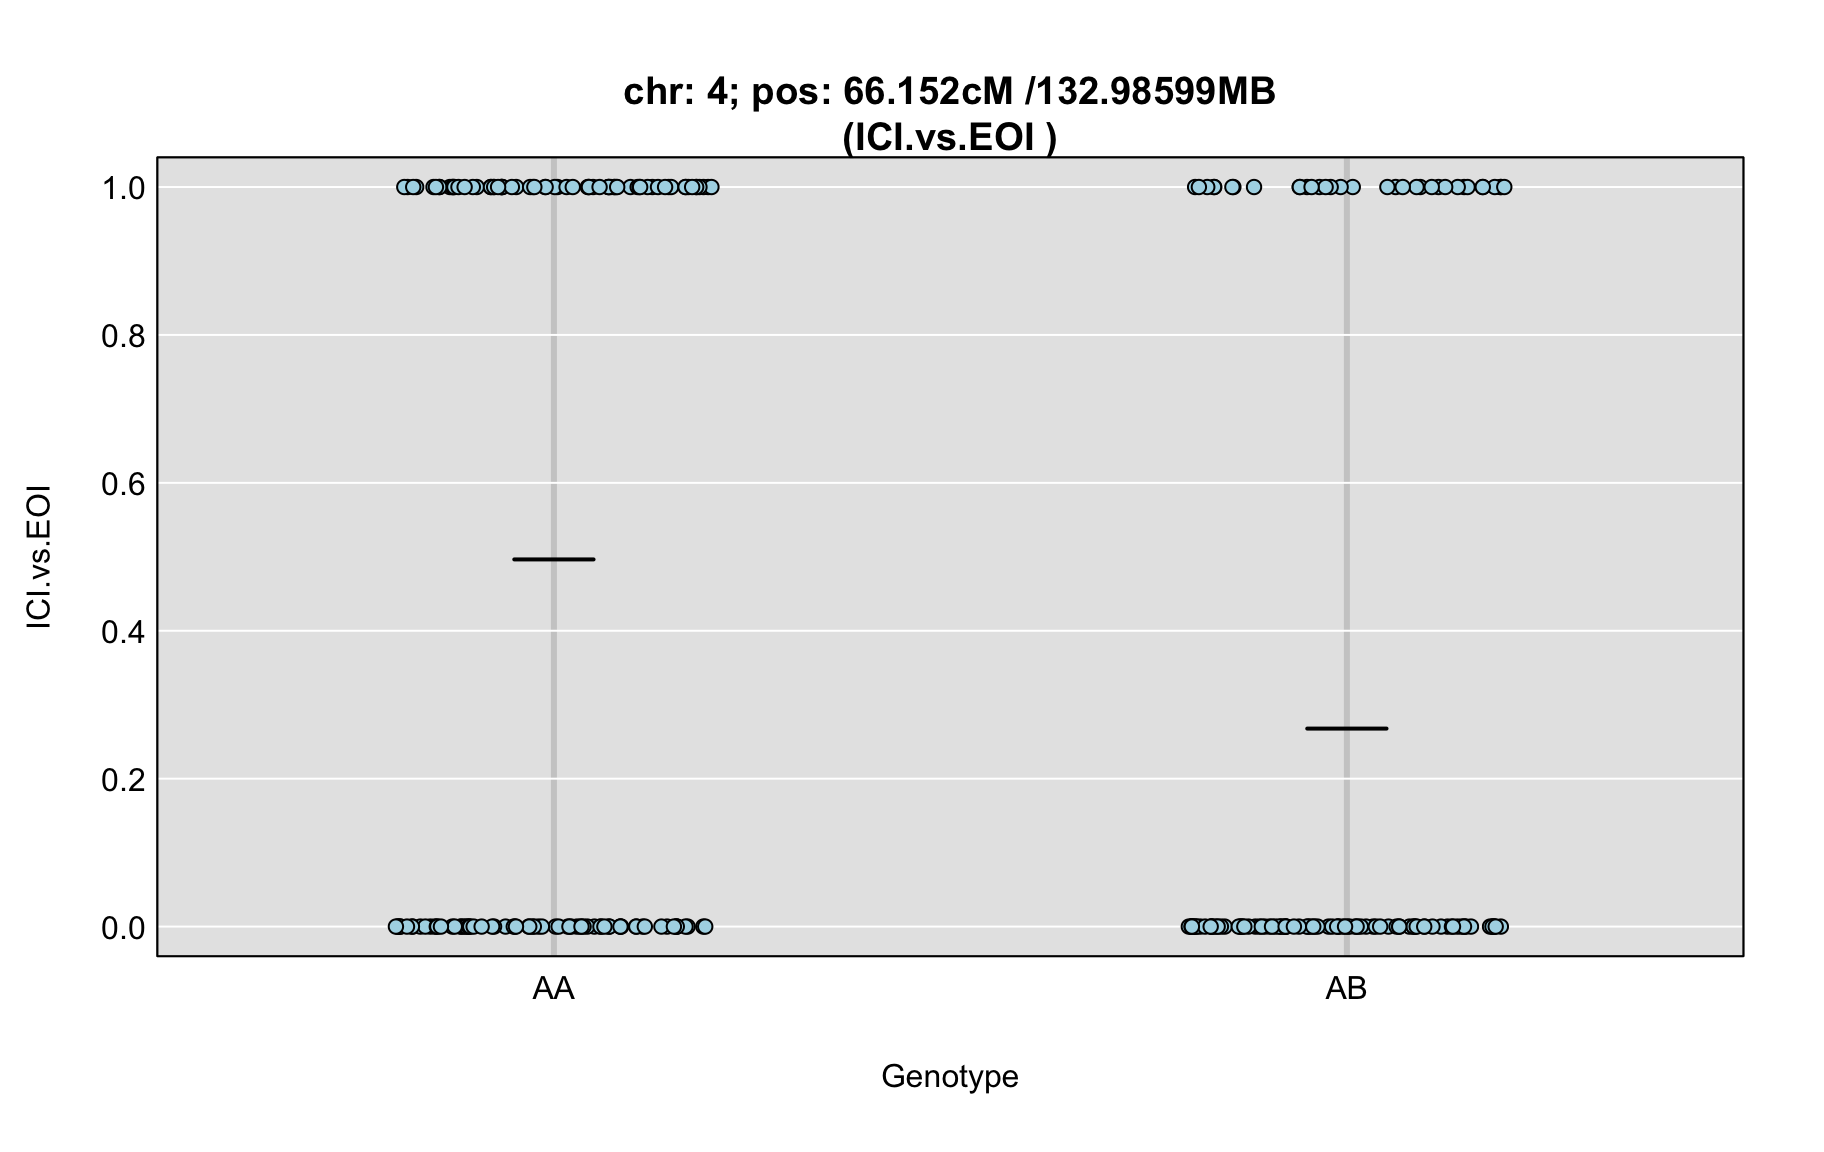 chr: 4; pos: 66.152cM /132.98599MB
(ICI.vs.EOI )
ICI.vs.EOI
1.0
0.8
0.6
0.4
0.2
0.0
AA AB
Genotype